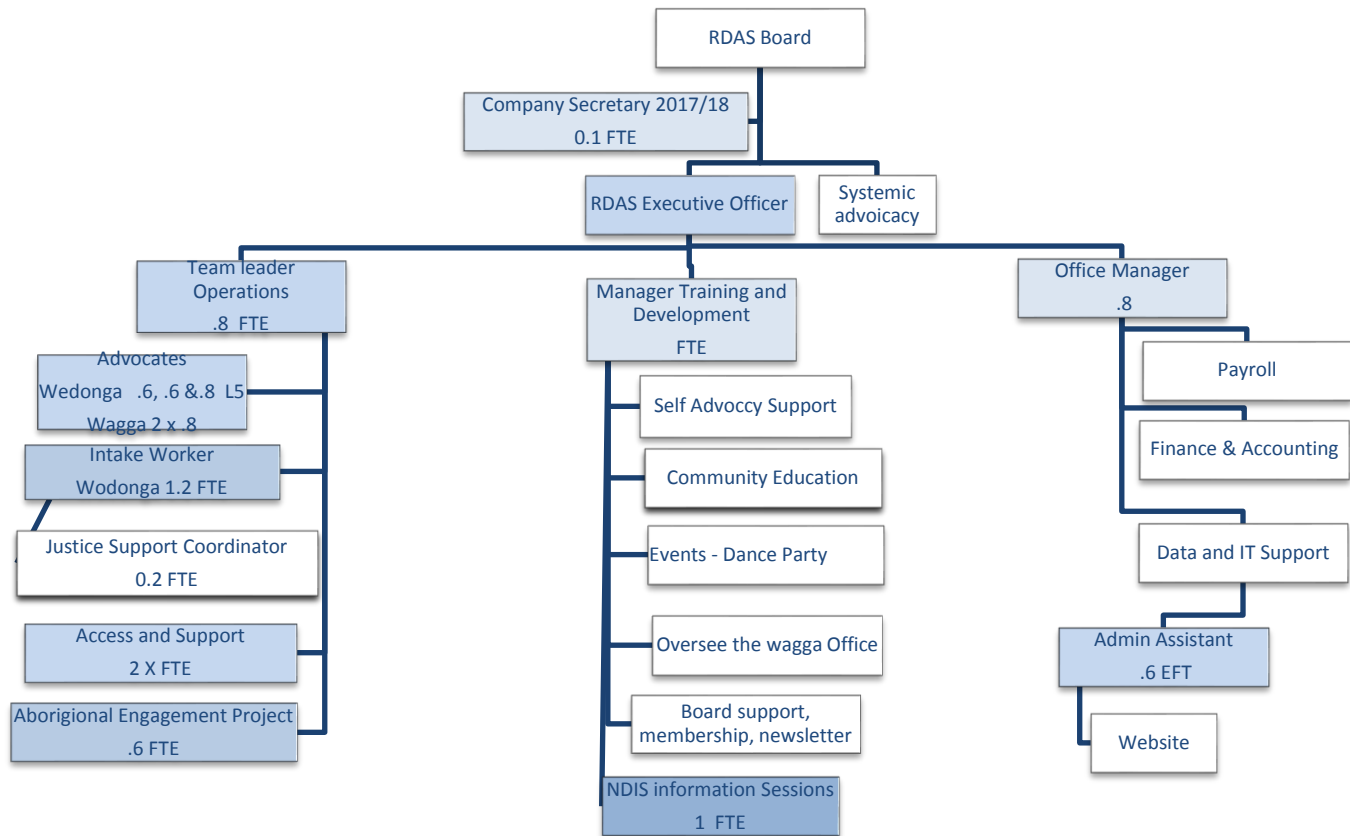 RDAS Board
Company Secretary 2017/18
0.1 FTE
RDAS Executive Officer
Systemic
advoicacy
Team leader
Operations
.8 FTE
Advocates
Wedonga .6, .6 &.8 L5
Wagga 2 x .8
Intake Worker
Wodonga 1.2 FTE
Justice Support Coordinator
0.2 FTE
Access and Support
2 X FTE
Aborigional Engagement Project
.6 FTE
Manager Training and
Development
FTE
Self Advoccy Support
Community Education
Events - Dance Party
Oversee the wagga Office
Board support,
membership, newsletter
NDIS information Sessions
1 FTE
Office Manager
.8
Payroll
Finance & Accounting
Data and IT Support
Admin Assistant
.6 EFT
Website